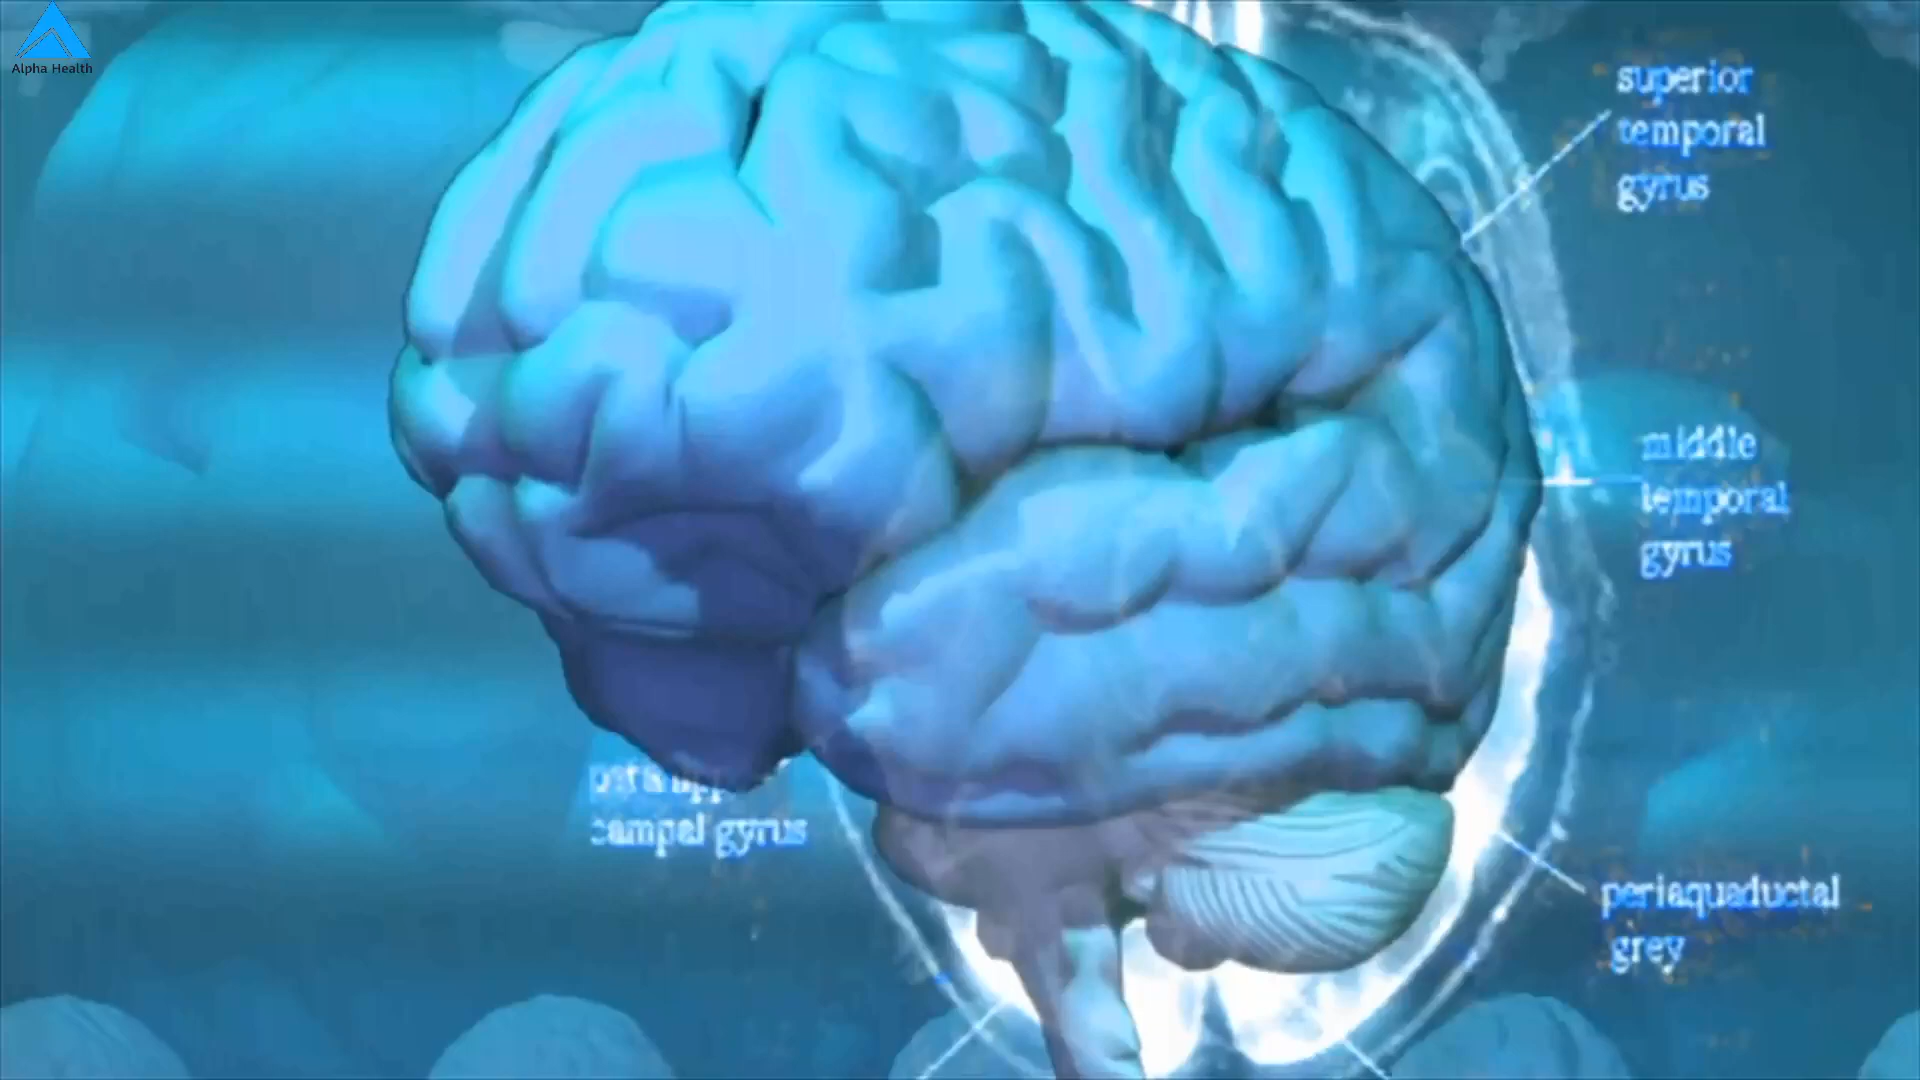 Alpha Health
superior
temporal
gyrus
middle
temporal
gyrus
campal gyrus
periaquaductal
grey